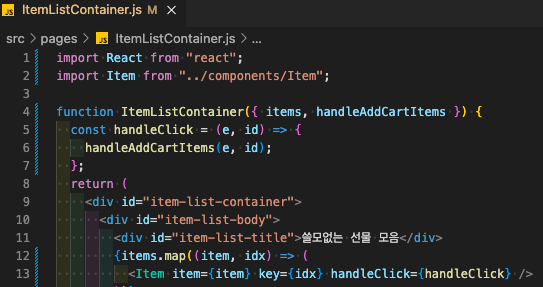 JS ItemListContainer.js M
src > pages > JS ItemListContainer.js > ...
1 import React from "react";
2 import Item from "../components/Item";
3
4 function ItemListContainer({ items, handleAddCartItems }) {
5 const handleClick = (e, id) => {
6 handleAddCartItems(e, id);
7 };
8 return (
9 <div id="item-list-container">
10 <div id="item-list-body">
11 <div id="item-list-title">쓸모없는 선물 모음</div>
12 {items.map((item, idx) => (
13 <Item item={item} key={idx} handleClick={handleClick} />